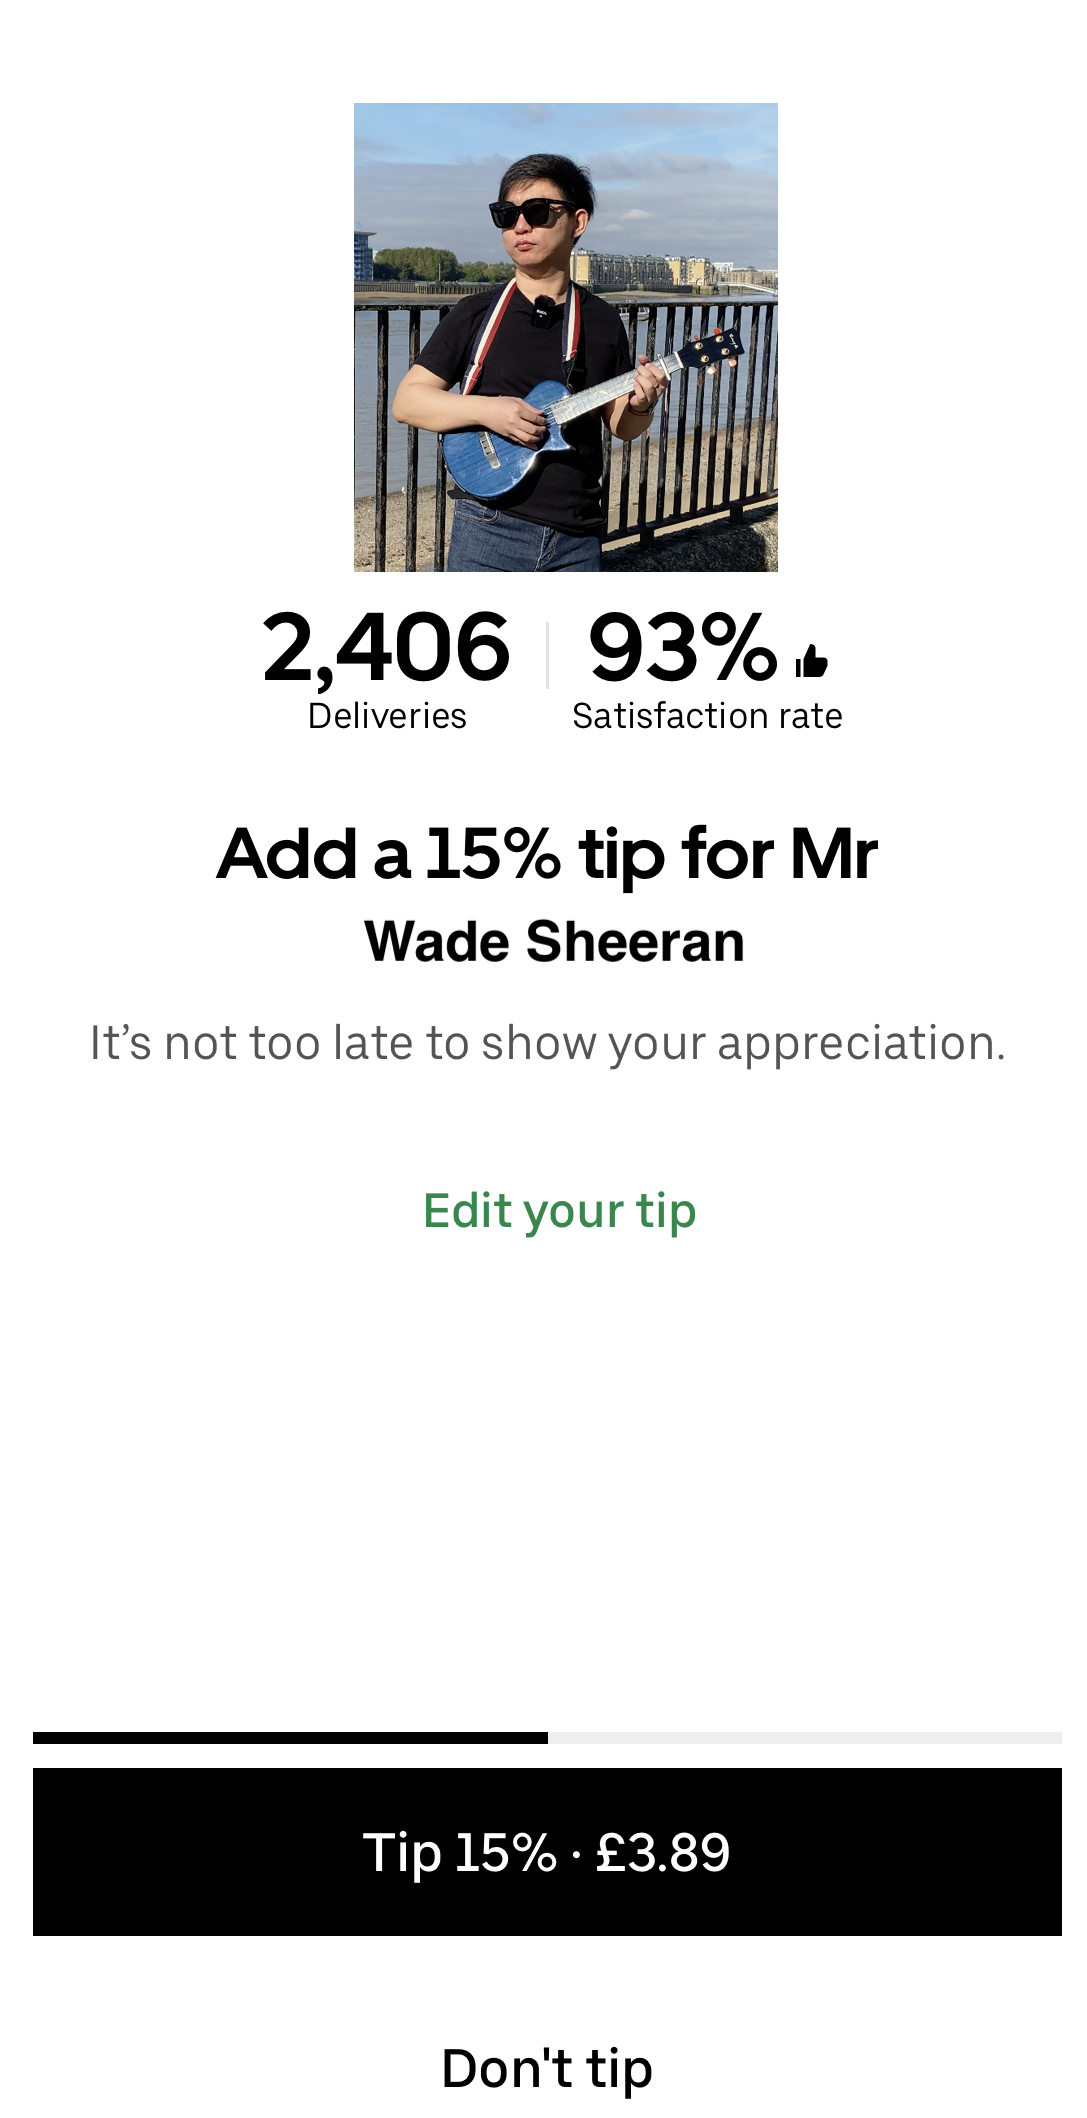 2,406
93%
Deliveries
Satisfaction rate
Add a 15% tip for Mr
Wade Sheeran
It’s not too late to show your appreciation.
Edit your tip
Tip 15% · £3.89
Don't tip